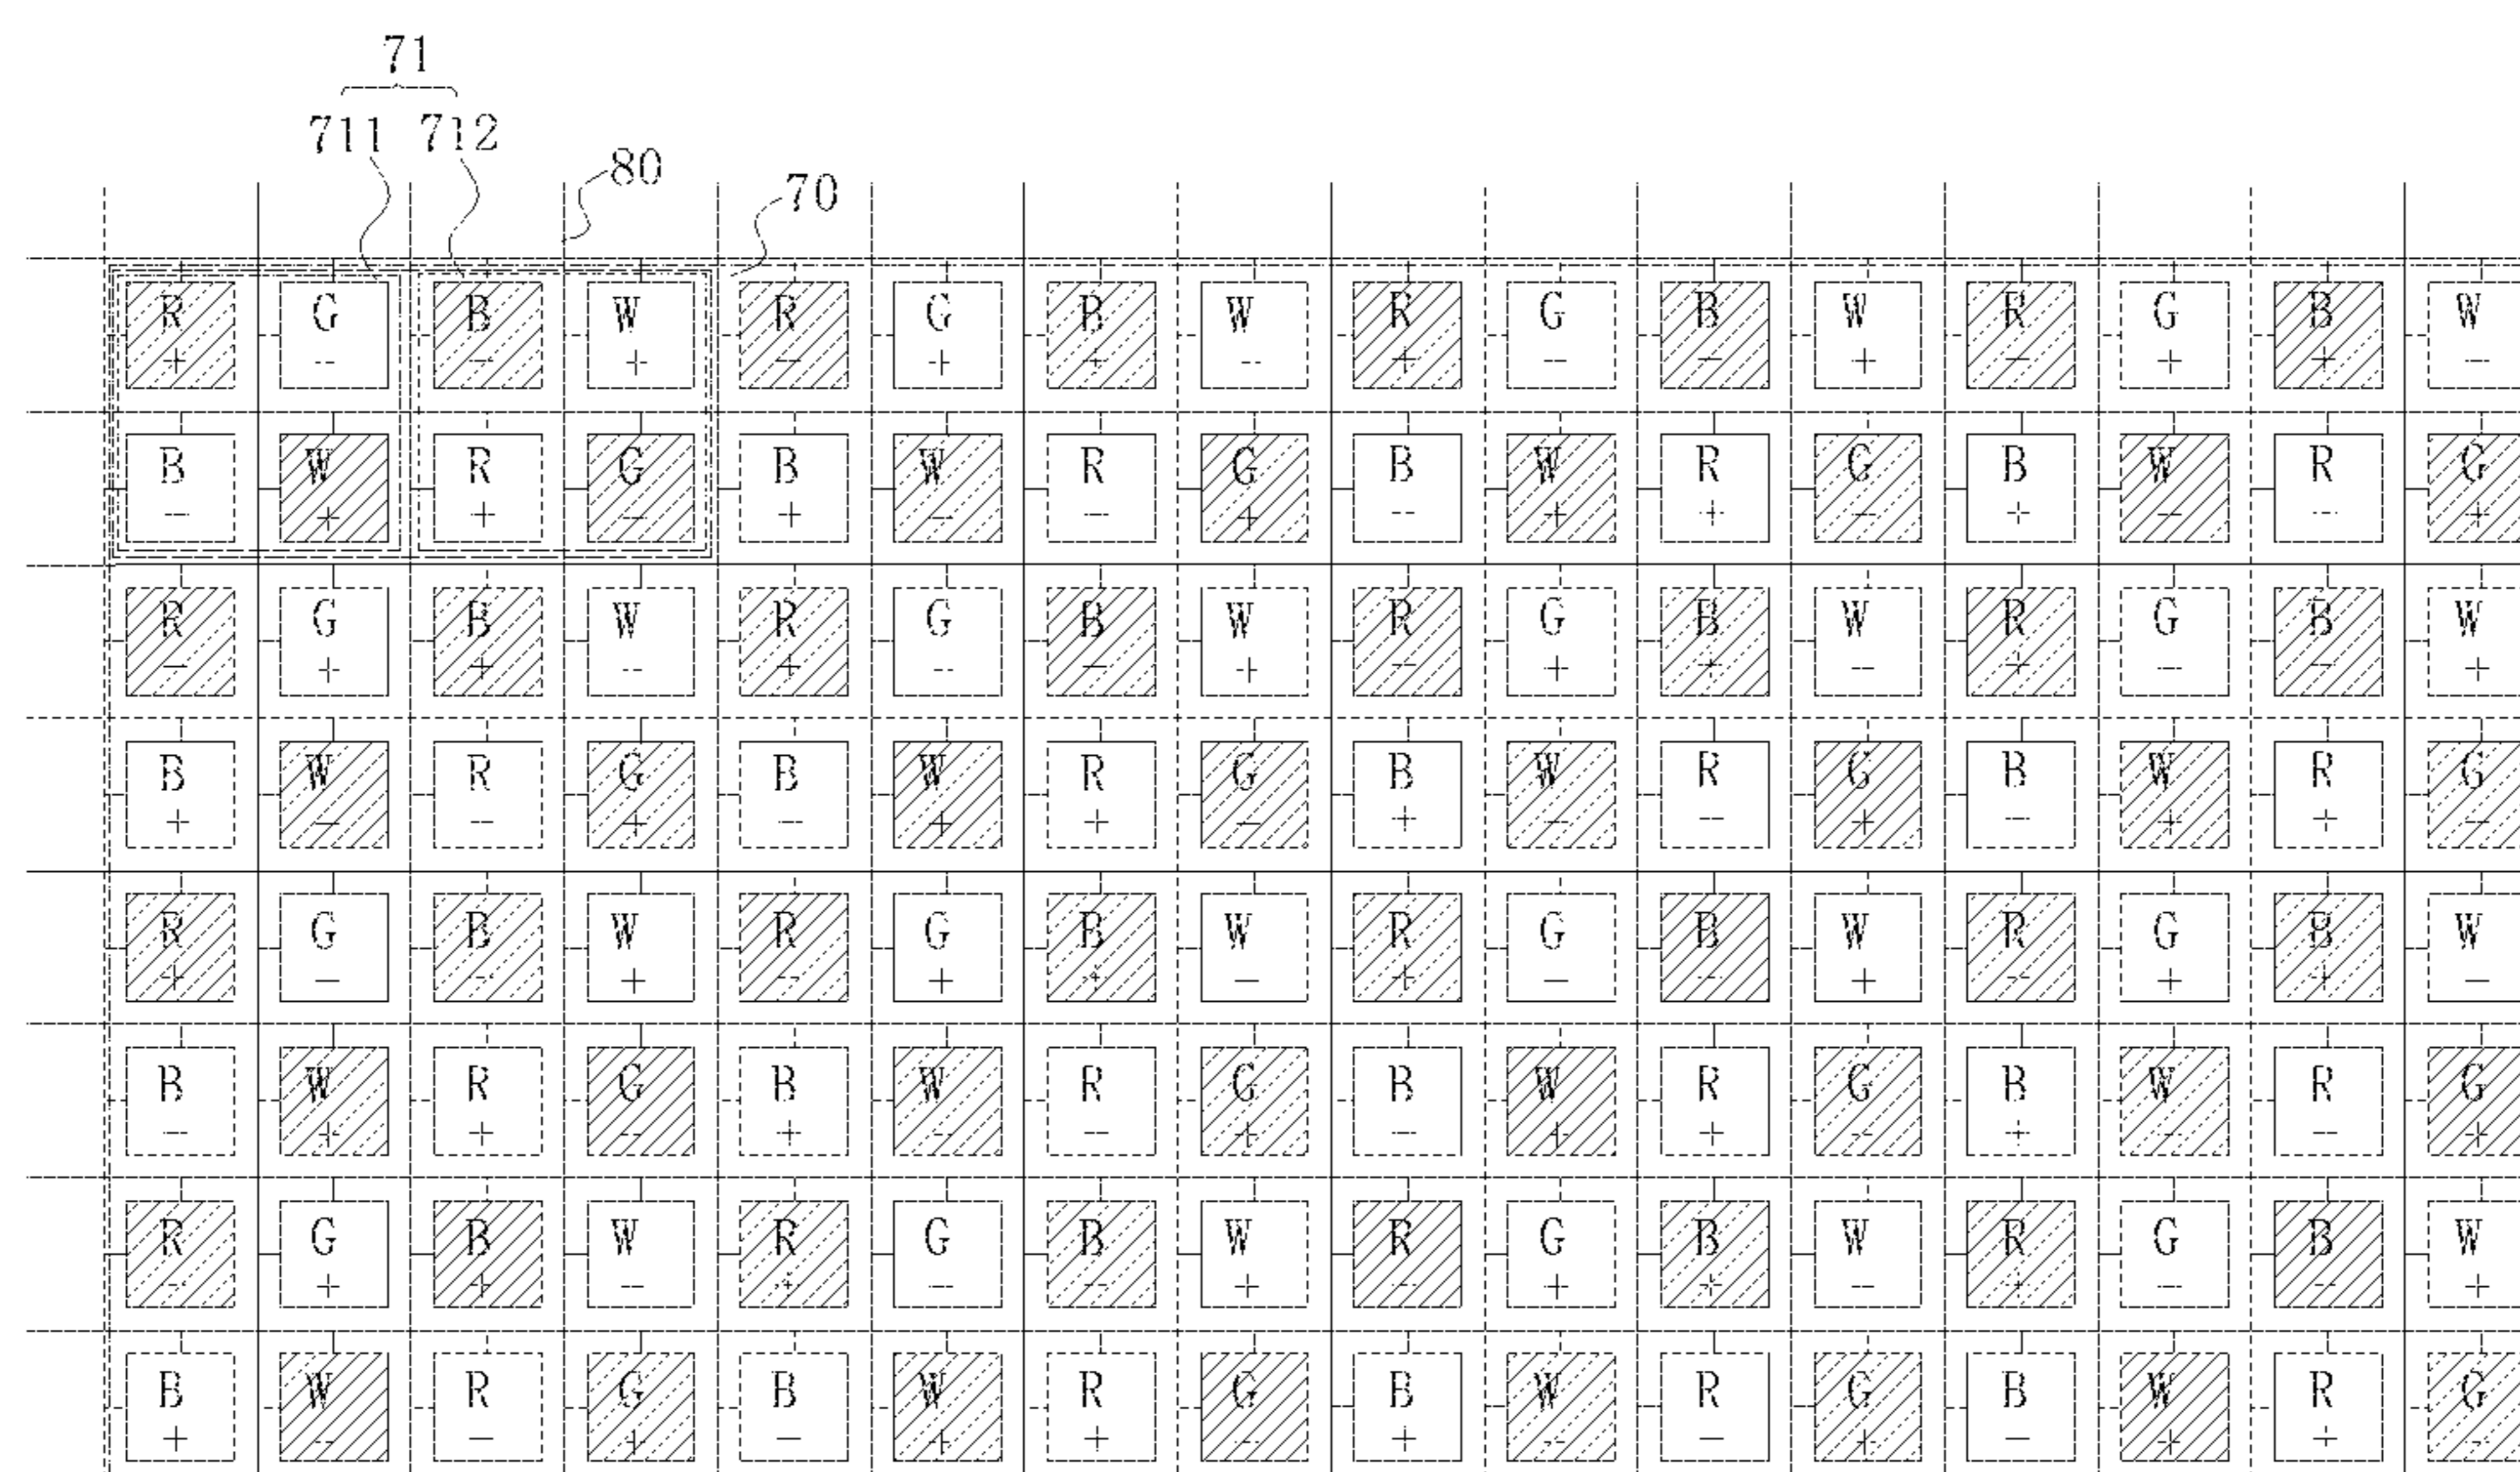 71
711 712
80
70
R G B W R G B W R G B W R G B W
+ -- — + — + + -- + -- — + — + + —
B W R G B W R G B W R G B W R G
— + + — + — — + -- + + — + — -- +
R G B W R G B W R G B W R G B W
— + + -- + -- — + — + + — + -- — +
B W R G B W R G B W R G B W R G
+ — -- + — + + — + — — + — + + —
R G B W R G B W R G B W R G B W
+ — -- + -- + + — + — -- + -- + + —
B W R G B W R G B W R G B W R G
— + + -- + -- — + — + + -- + -- — +
R G B W R G B W R G B W R G B W
-- + + -- + — -- + -- + + — + — -- +
B W R G B W R G B W R G B W R G
+ -- — + — + + -- + -- — + — + + --